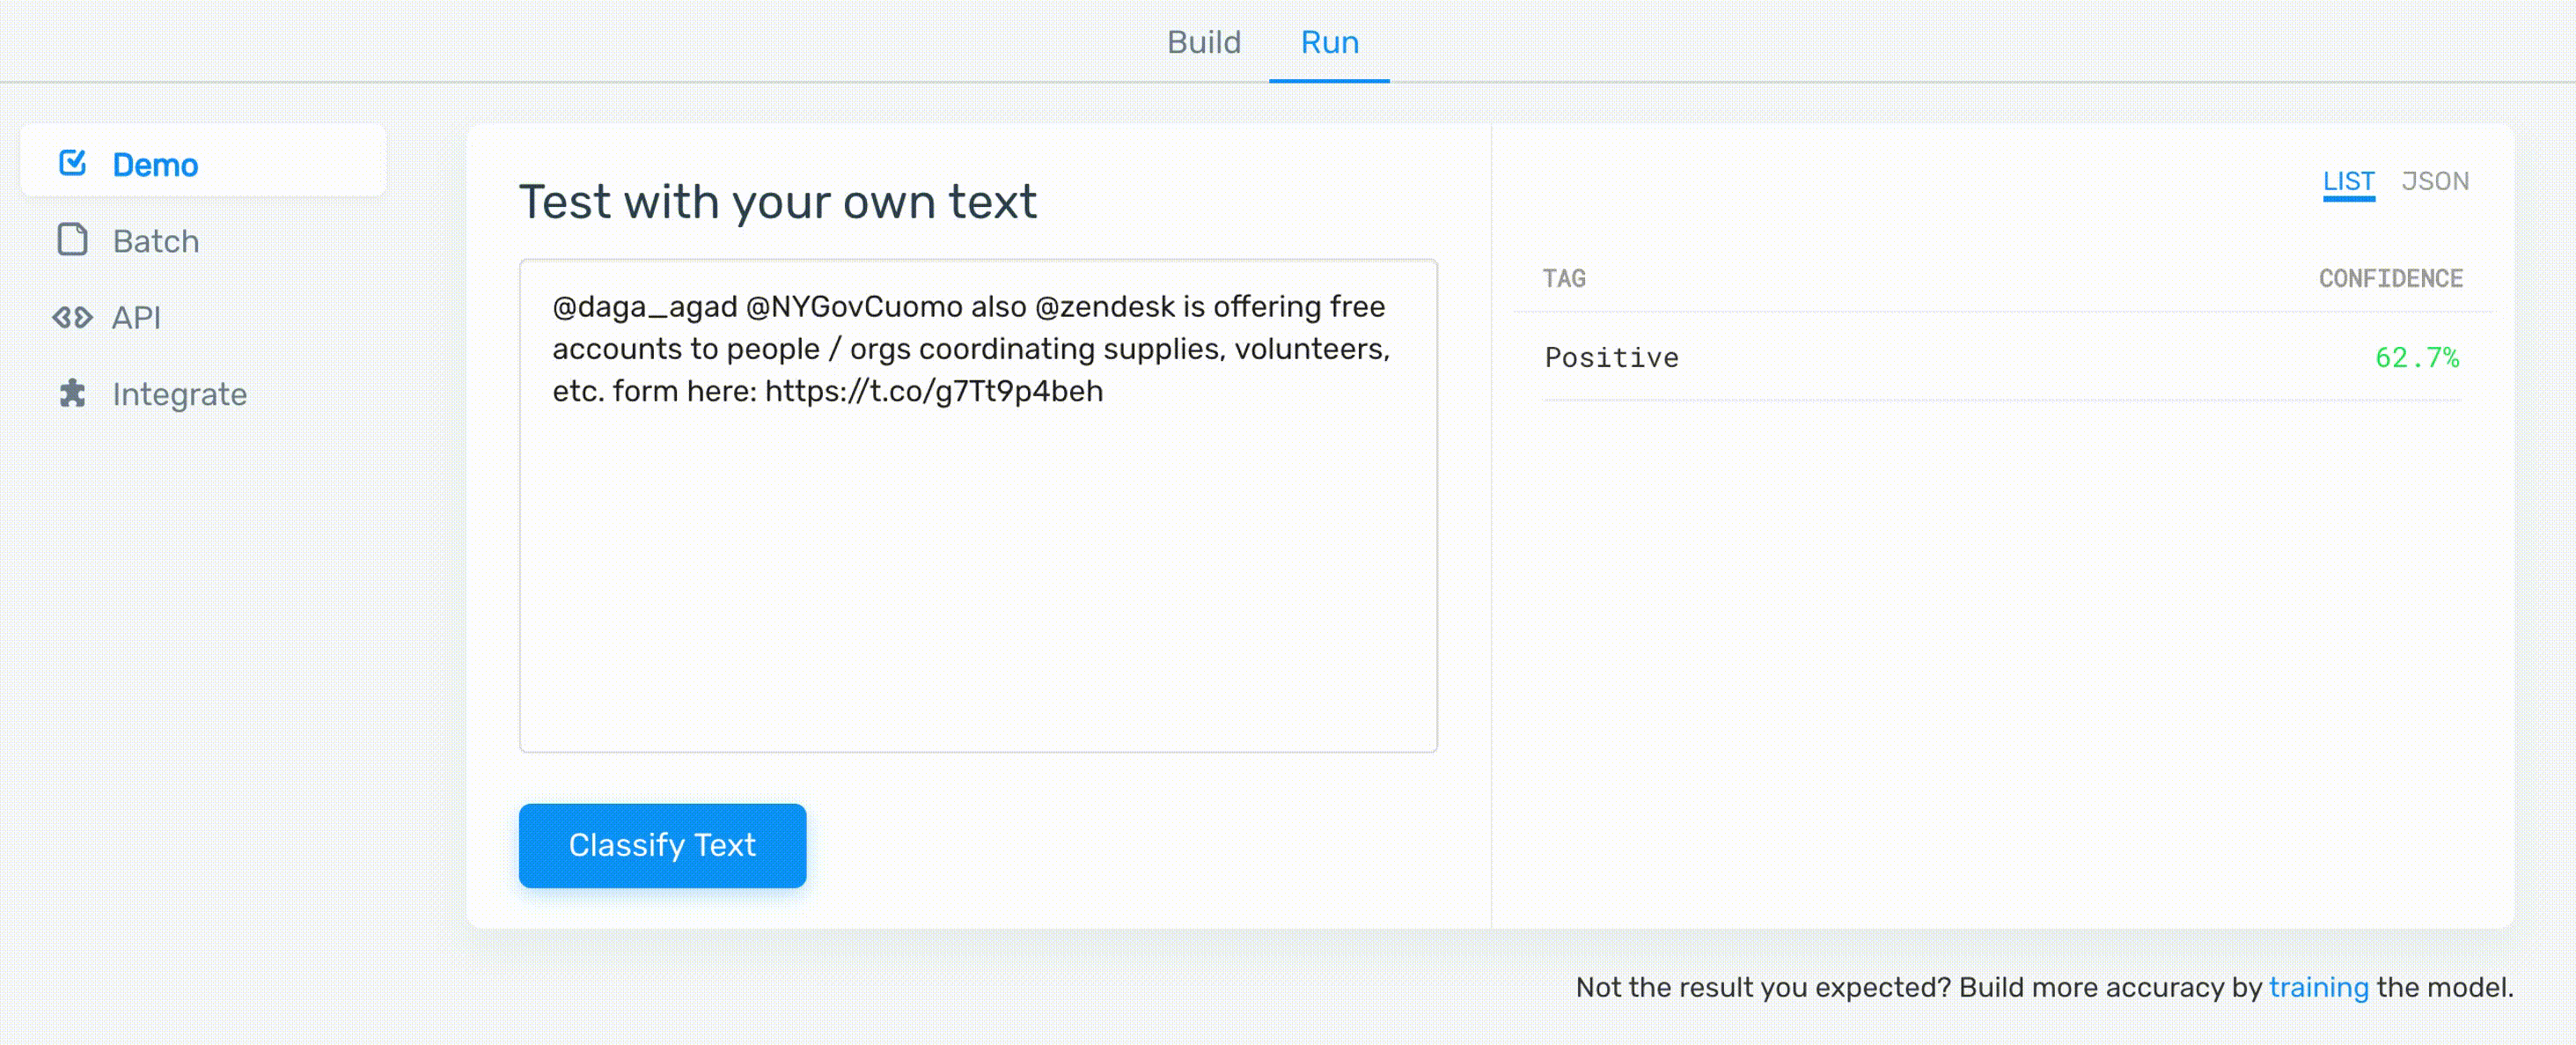 Build Run
Demo
Batch
API
Integrate
Test with your own text
@daga_agad @NYGovCuomo also @zendesk is offering free
accounts to people / orgs coordinating supplies, volunteers,
etc. form here: https://t.co/g7Tt9p4beh
Classify Text
LIST JSON
TAG CONFIDENCE
Positive 62.7%
Not the result you expected? Build more accuracy by training the model.